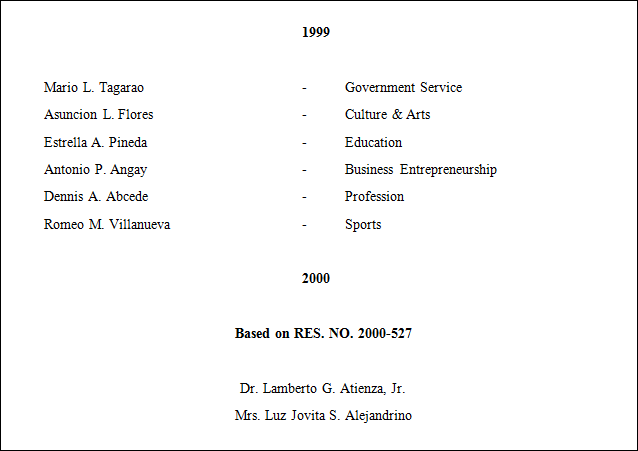 1999
Mario L. Tagarao - Government Service
Asuncion L. Flores - Culture & Arts
Estrella A. Pineda - Education
Antonio P. Angay - Business Entrepreneurship
Dennis A. Abcede - Profession
Romeo M. Villanueva - Sports
2000
Based on RES. NO. 2000-527
Dr. Lamberto G. Atienza, Jr.
Mrs. Luz Jovita S. Alejandrino